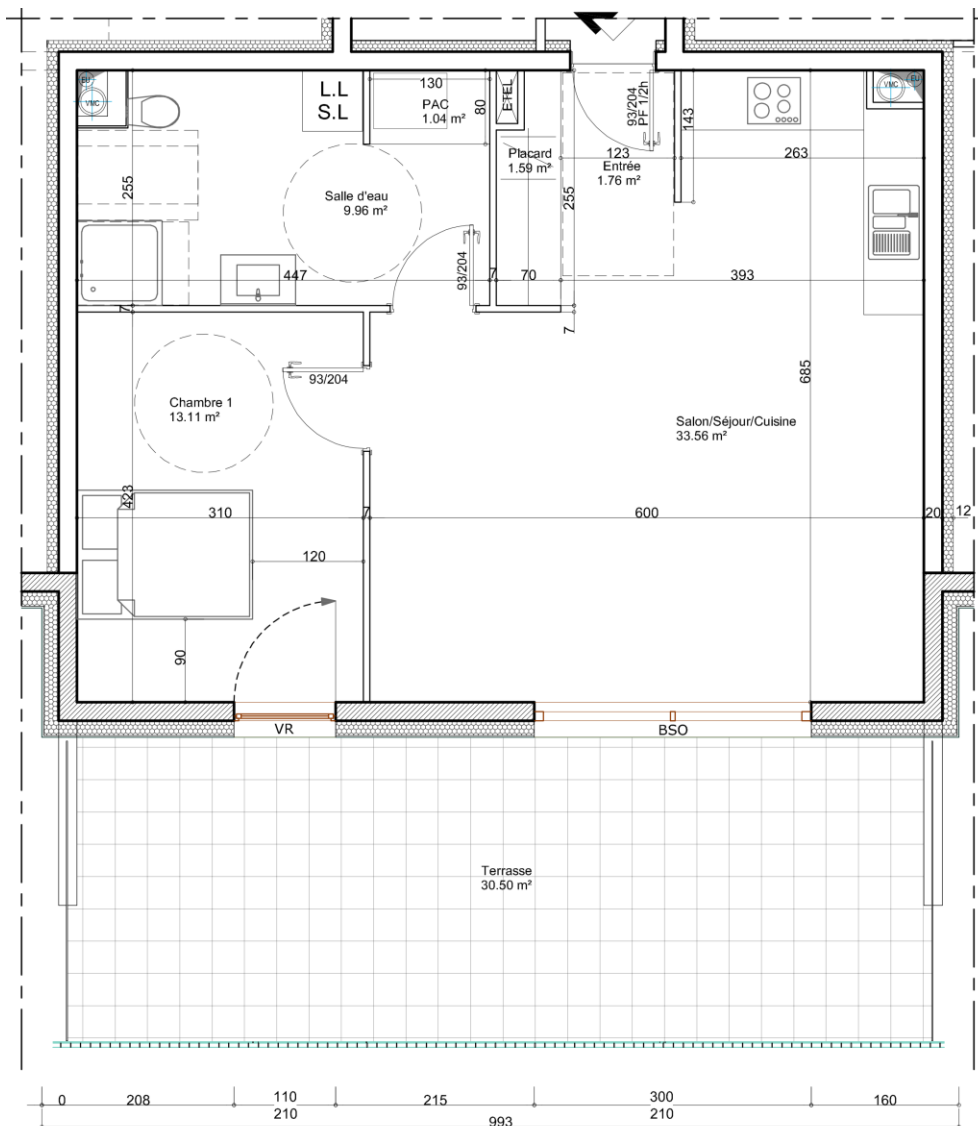 EU
VMC
L.L
S.L
130
PAC
1.04 m²
80
E-TEL
93/204
PF 1/2h
143
VMC
EU
Placard
1.59 m²
123
Entrée
1.76 m²
263
255
Salle d'eau
9.96 m²
255
447
93/204
7
70
393
7
7
93/204
685
Chambre 1
13.11 m²
Salon/Séjour/Cuisine
33.56 m²
423
310
7
600
20
12
120
90
VR
BSO
Terrasse
30.50 m²
0
208
110
215
300
160
210
210
993